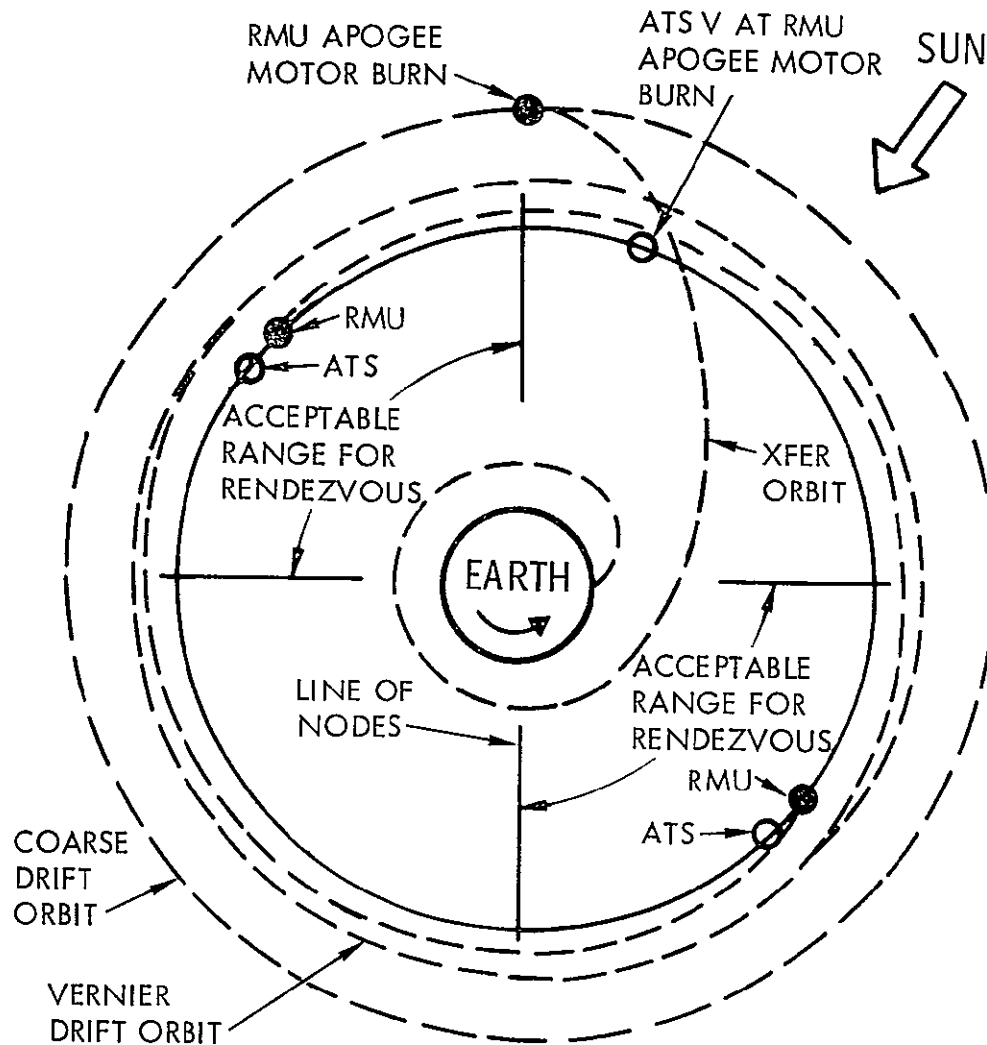 RMU APOGEE
MOTOR BURN
ATS V AT RMU
APOGEE MOTOR
BURN
SUN
RMU
ATS
ACCEPTABLE
RANGE FOR
RENDEZVOUS
XFER
ORBIT
EARTH
LINE OF
NODES
ACCEPTABLE
RANGE FOR
RENDEZVOUS
RMU
ATS
COARSE
DRIFT
ORBIT
VERNIER
DRIFT ORBIT